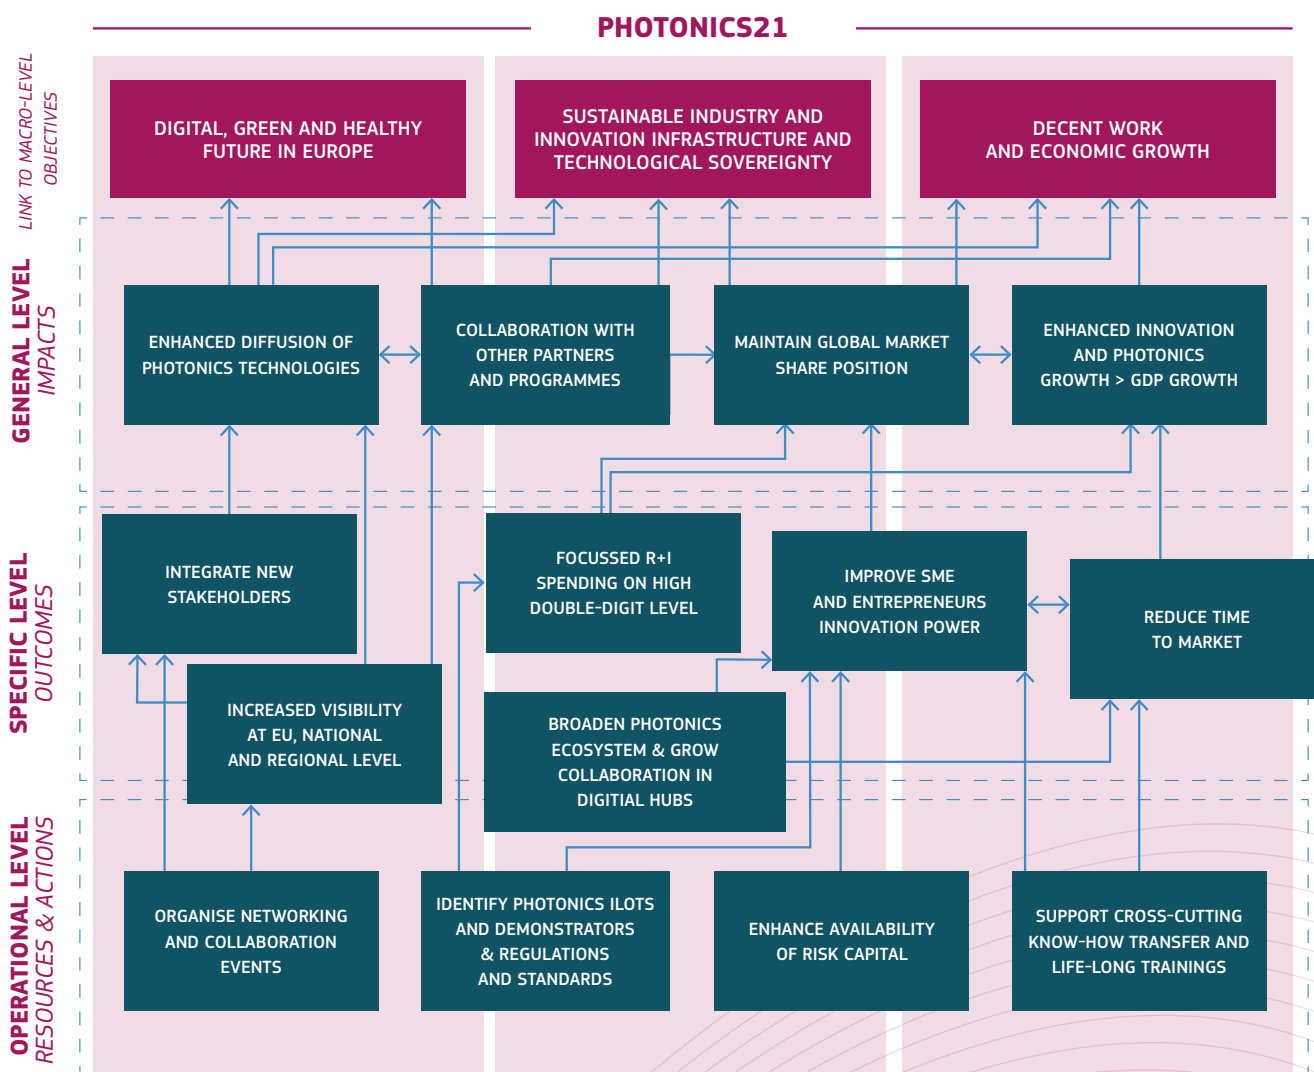 PHOTONICS21
LINK TO MACRO-LEVEL
OBJECTIVES
DIGITAL, GREEN AND HEALTHY
FUTURE IN EUROPE
SUSTAINABLE INDUSTRY AND
INNOVATION INFRASTRUCTURE AND
TECHNOLOGICAL SOVEREIGNTY
DECENT WORK
AND ECONOMIC GROWTH
GENERAL LEVEL
IMPACTS
ENHANCED DIFFUSION OF
PHOTONICS TECHNOLOGIES
COLLABORATION WITH
OTHER PARTNERS
AND PROGRAMMES
MAINTAIN GLOBAL MARKET
SHARE POSITION
ENHANCED INNOVATION
AND PHOTONICS
GROWTH > GDP GROWTH
SPECIFIC LEVEL
OUTCOMES
INTEGRATE NEW
STAKEHOLDERS
FOCUSSED R+I
SPENDING ON HIGH
DOUBLE-DIGIT LEVEL
IMPROVE SME
AND ENTREPRENEURS
INNOVATION POWER
REDUCE TIME
TO MARKET
INCREASED VISIBILITY
AT EU, NATIONAL
AND REGIONAL LEVEL
BROADEN PHOTONICS
ECOSYSTEM & GROW
COLLABORATION IN
DIGITIAL HUBS
OPERATIONAL LEVEL
RESOURCES & ACTIONS
ORGANISE NETWORKING
AND COLLABORATION
EVENTS
IDENTIFY PHOTONICS ILOTS
AND DEMONSTRATORS
& REGULATIONS
AND STANDARDS
ENHANCE AVAILABILITY
OF RISK CAPITAL
SUPPORT CROSS-CUTTING
KNOW-HOW TRANSFER AND
LIFE-LONG TRAININGS